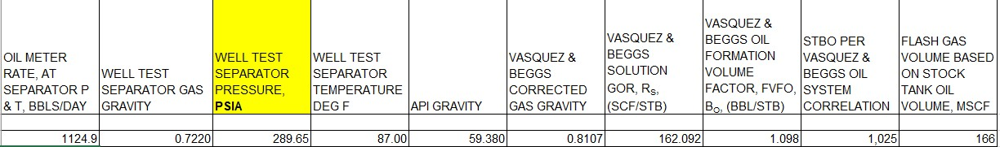 OIL METER
RATE, AT
SEPARATOR P
& T, BBLS/DAY
WELL TEST
SEPARATOR GAS
GRAVITY
WELL TEST
SEPARATOR
PRESSURE,
PSIA
WELL TEST
SEPARATOR
TEMPERATURE
DEG F
API GRAVITY
VASQUEZ &
BEGGS
CORRECTED
GAS GRAVITY
VASQUEZ &
BEGGS
SOLUTION
GOR, RS,
(SCF/STB)
VASQUEZ &
BEGGS OIL
FORMATION
VOLUME
FACTOR, FVFO,
BO, (BBL/STB)
STBO PER
VASQUEZ &
BEGGS OIL
SYSTEM
CORRELATION
FLASH GAS
VOLUME BASED
ON STOCK
TANK OIL
VOLUME, MSCF
1124.9 0.7220 289.65 87.00 59.380 0.8107 162.092 1.098 1,025 166